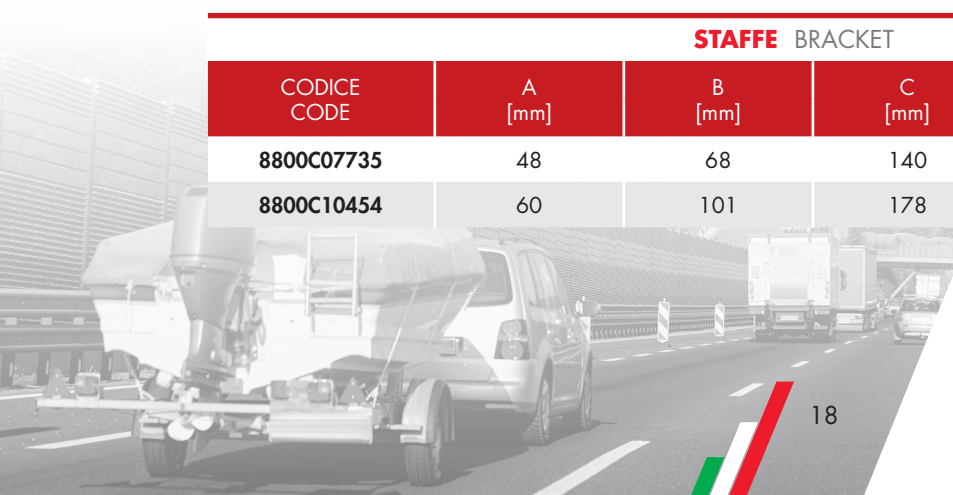 STAFFE BRACKET
CODICE A B C
CODE [mm] [mm] [mm]
8800C07735 48 68 140
8800C10454 60 101 178
18